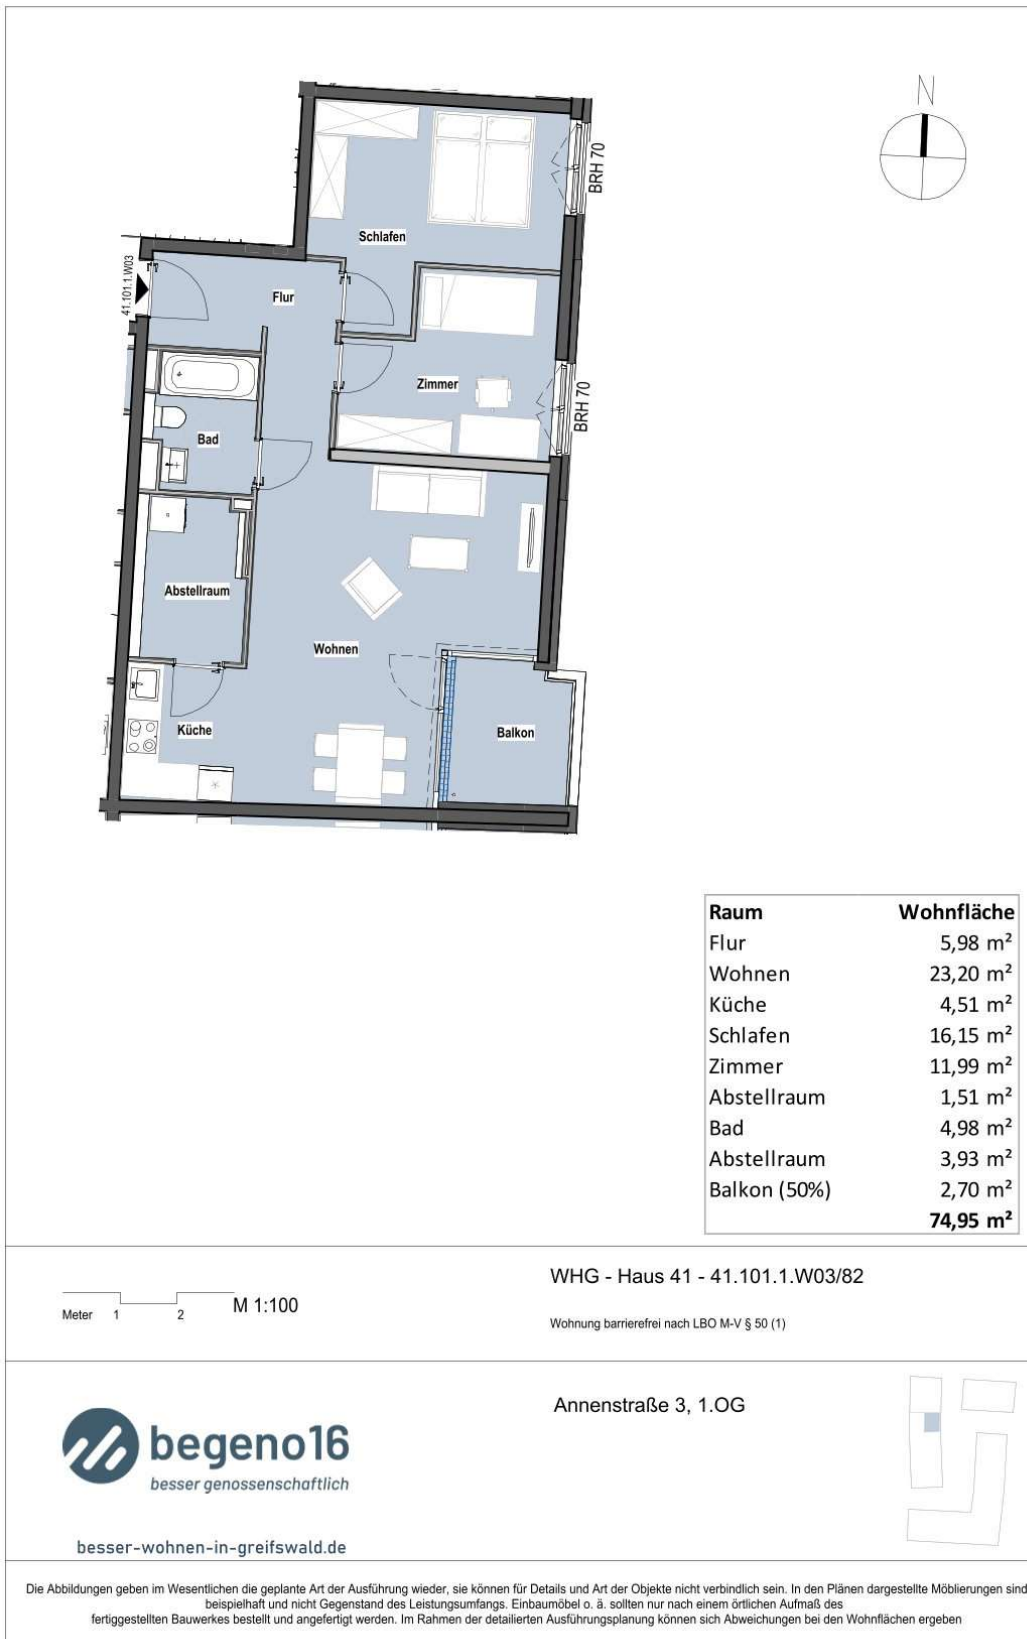 N
BRH 70
Schlafen
41.101.1.W03
Flur
Zimmer
BRH 70
Bad
Abstellraum
Wohnen
Küche
Balkon
Raum Wohnfläche
Flur 5,98 m²
Wohnen 23,20 m²
Küche 4,51 m²
Schlafen 16,15 m²
Zimmer 11,99 m²
Abstellraum 1,51 m²
Bad 4,98 m²
Abstellraum 3,93 m²
Balkon (50%) 2,70 m²
74,95 m²
Meter 1 2 M 1:100
WHG - Haus 41 - 41.101.1.W03/82
Wohnung barrierefrei nach LBO M-V § 50 (1)
Annenstraße 3, 1.OG
begeno16
besser genossenschaftlich
besser-wohnen-in-greifswald.de
Die Abbildungen geben im Wesentlichen die geplante Art der Ausführung wieder, sie können für Details und Art der Objekte nicht verbindlich sein. In den Plänen dargestellte Möblierungen sind
beispielhaft und nicht Gegenstand des Leistungsumfangs. Einbaumöbel o. ä. sollten nur nach einem örtlichen Aufmaß des
fertiggestellten Bauwerkes bestellt und angefertigt werden. Im Rahmen der detailierten Ausführungsplanung können sich Abweichungen bei den Wohnflächen ergeben